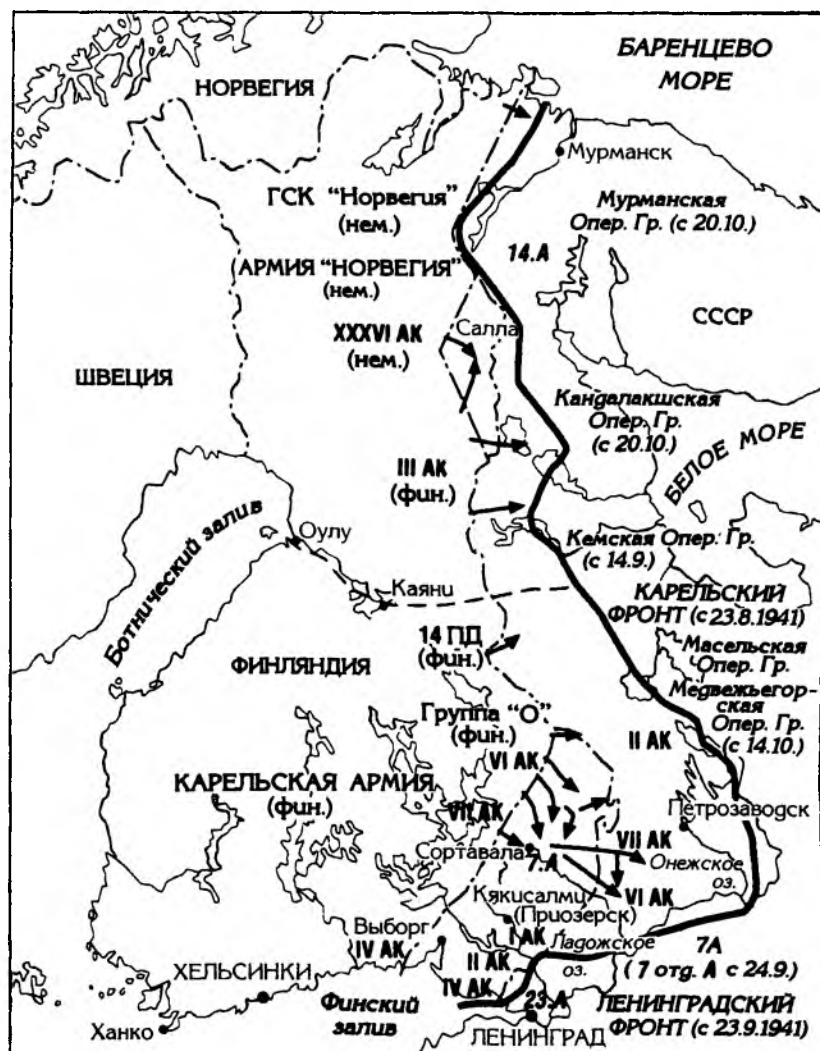 БАРЕНЦЕВО
МОРЕ
НОРВЕГИЯ
Мурманск
ГСК "Норвегия"
(нем.)
Мурманская
Опер. Гр. (с 20.10.)
14.А
АРМИЯ "НОРВЕГИЯ"
(нем.)
СССР
XXXVI АК
(нем.)
Салла
ШВЕЦИЯ
Кандалакшская
Опер. Гр.
(с 20.10.)
БЕЛОЕ МОРЕ
III АК
(фин.)
Ботнический залив
Оулу
Кемская Опер. Гр.
(с 14.9.)
Каяни
КАРЕЛЬСКИЙ
ФРОНТ (с 23.8.1941)
14 ПД
(фин.)
Масельская
Опер. Гр.
ФИНЛЯНДИЯ
Медвежьегор-
ская
Опер. Гр.
(с 14.10.)
Группа "О"
(фин.)
II АК
VI АК
КАРЕЛЬСКАЯ АРМИЯ
(фин.)
VII АК
Петрозаводск
VII АК
Сортавала
7.А
Онежское
оз.
VI АК
Кякисалми
(Приозерск)
Выборг
IV АК
I АК
Ладожское
оз.
7А
( 7 отд. А с 24.9.)
II АК
ХЕЛЬСИНКИ
IV АК
23.А
Финский
залив
ЛЕНИНГРАДСКИЙ
ФРОНТ (с 23.9.1941)
Ханко
ЛЕНИНГРАД